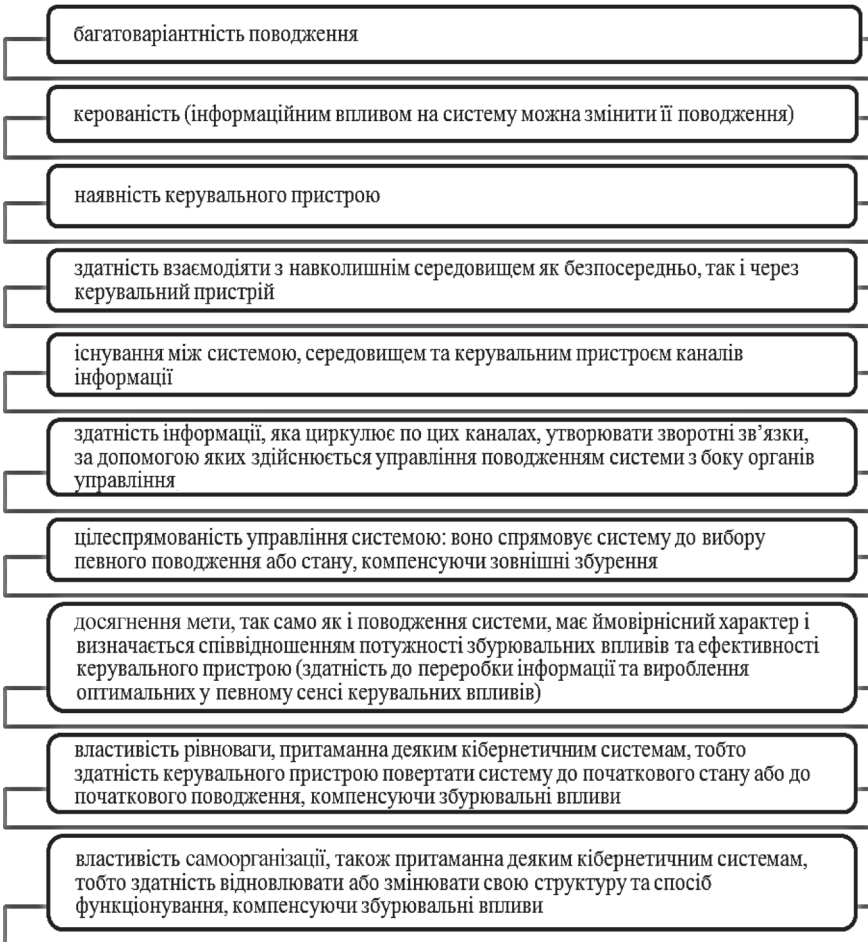 багатоваріантність поводження
керованість (інформаційним впливом на систему можна змінити її поводження)
наявність керувального пристрою
здатність взаємодіяти з навколишнім середовищем як безпосередньо, так і через
керувальний пристрій
існування між системою, середовищем та керувальним пристроєм каналів
інформації
здатність інформації, яка циркулює по цих каналах, утворювати зворотні зв’язки,
за допомогою яких здійснюється управління поводженням системи з боку органів
управління
цілеспрямованість управління системою: воно спрямовує систему до вибору
певного поводження або стану, компенсуючи зовнішні збурення
досягнення мети, так само як і поводження системи, має ймовірнісний характер і
визначається співвідношенням потужності збурювальних впливів та ефективності
керувального пристрою (здатність до переробки інформації та вироблення
оптимальних у певному сенсі керувальних впливів)
властивість рівноваги, притаманна деяким кібернетичним системам, тобто
здатність керувального пристрою повертати систему до початкового стану або до
початкового поводження, компенсуючи збурювальні впливи
властивість самоорганізації, також притаманна деяким кібернетичним системам,
тобто здатність відновлювати або змінювати свою структуру та спосіб
функціонування, компенсуючи збурювальні впливи